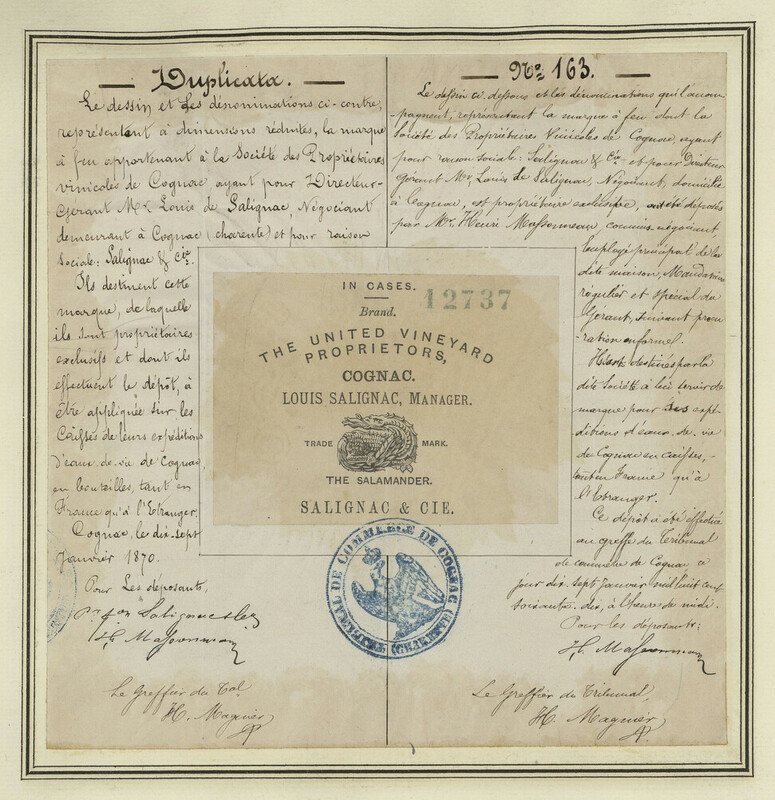 Duplicata.
Le dessin et les dénominations ci-contre,
représentent à dimensions réduites, la marque
à feu appartenant à la Société des Propriétaires
vinicoles de Cognac ayant pour Directeur-
Gérant Mr. Louis de Salignac, Négociant
demeurant à Cognac (charente) et pour raison
sociale: Salignac & Cie.
Ils destinent cette
marque, de laquelle
ils sont propriétaires
exclusifs et dont ils
effectuent le dépôt, à
être appliquée sur les
Caisses de leurs expéditions
d'eaux-de-vie de Cognac,
en bouteilles, tant en
France qu'à l'Etranger.
Cognac, le dix-sept
Janvier 1870.
Pour Les déposants,
H. Massonneau
Le Greffier du Tal.
H. Magnier
No. 163.
Le dessin ci-dessous et les dénominations qui l'accom-
pagnent, représentent la marque à feu dont la
Société des Propriétaires Vinicoles de Cognac, ayant
pour raison sociale: Salignac & Cie. et pour Directeur
Gérant Mr. Louis de Salignac, Négociant, domicilié
à Cognac, est propriétaire exclusive, ont été déposés
par Mr. Henri Massonneau, commis-négociant
Employé principal de la
dite maison, Mandataire
régulier et spécial du
Gérant, suivant procu-
ration en forme.
Elles sont destinées par la
dite Société à lui servir de
marque pour ses expé-
ditions d'eaux-de-vie
de Cognac en caisses,
tant en France qu'à
l'Etranger.
Ce dépôt a été effectué
au greffe du Tribunal
de commerce de Cognac, ce
jour dix-sept janvier mil huit cent
soixante-dix, à l'heure de midi.
Pour les déposants:
H. Massonneau
Le Greffier du Tribunal,
H. Magnier
IN CASES.
12737
Brand.
THE UNITED VINEYARD
PROPRIETORS,
COGNAC.
LOUIS SALIGNAC, MANAGER.
TRADE MARK.
THE SALAMANDER.
SALIGNAC & CIE.
TRIBUNAL DE COMMERCE DE COGNAC (CHARENTE)